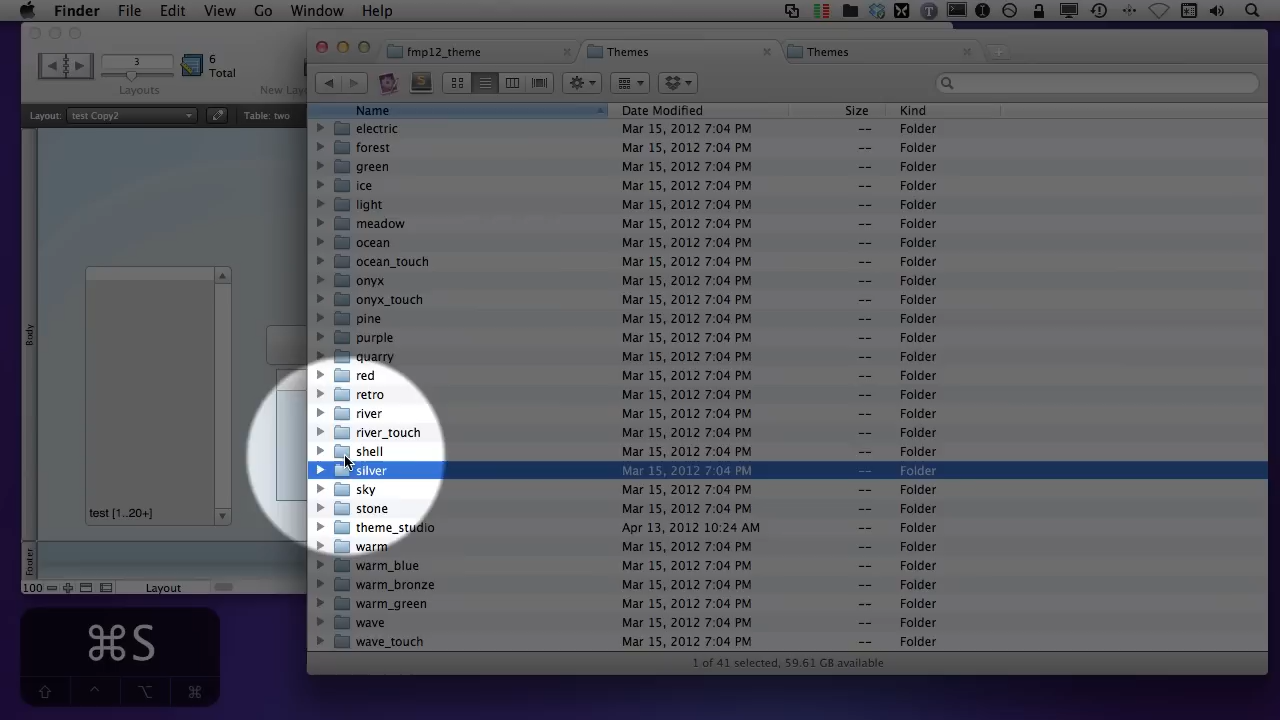 Finder File Edit View Go Window Help
fmp12_theme Themes Themes
3
6
Total
Layouts New Layo
Layout: test Copy2 Table: two
Name Date Modified Size Kind
electric Mar 15, 2012 7:04 PM -- Folder
forest Mar 15, 2012 7:04 PM -- Folder
green Mar 15, 2012 7:04 PM -- Folder
ice Mar 15, 2012 7:04 PM -- Folder
light Mar 15, 2012 7:04 PM -- Folder
meadow Mar 15, 2012 7:04 PM -- Folder
ocean Mar 15, 2012 7:04 PM -- Folder
ocean_touch Mar 15, 2012 7:04 PM -- Folder
onyx Mar 15, 2012 7:04 PM -- Folder
onyx_touch Mar 15, 2012 7:04 PM -- Folder
pine Mar 15, 2012 7:04 PM -- Folder
purple Mar 15, 2012 7:04 PM -- Folder
quarry Mar 15, 2012 7:04 PM -- Folder
red Mar 15, 2012 7:04 PM -- Folder
retro Mar 15, 2012 7:04 PM -- Folder
river Mar 15, 2012 7:04 PM -- Folder
river_touch Mar 15, 2012 7:04 PM -- Folder
shell Mar 15, 2012 7:04 PM -- Folder
silver Mar 15, 2012 7:04 PM -- Folder
sky Mar 15, 2012 7:04 PM -- Folder
stone Mar 15, 2012 7:04 PM -- Folder
theme_studio Apr 13, 2012 10:24 AM -- Folder
warm Mar 15, 2012 7:04 PM -- Folder
warm_blue Mar 15, 2012 7:04 PM -- Folder
warm_bronze Mar 15, 2012 7:04 PM -- Folder
warm_green Mar 15, 2012 7:04 PM -- Folder
wave Mar 15, 2012 7:04 PM -- Folder
wave_touch Mar 15, 2012 7:04 PM -- Folder
1 of 41 selected, 59.61 GB available
Body
test [1..20+]
Footer
100 Layout
⌘S
⇧ ⌃ ⌥ ⌘